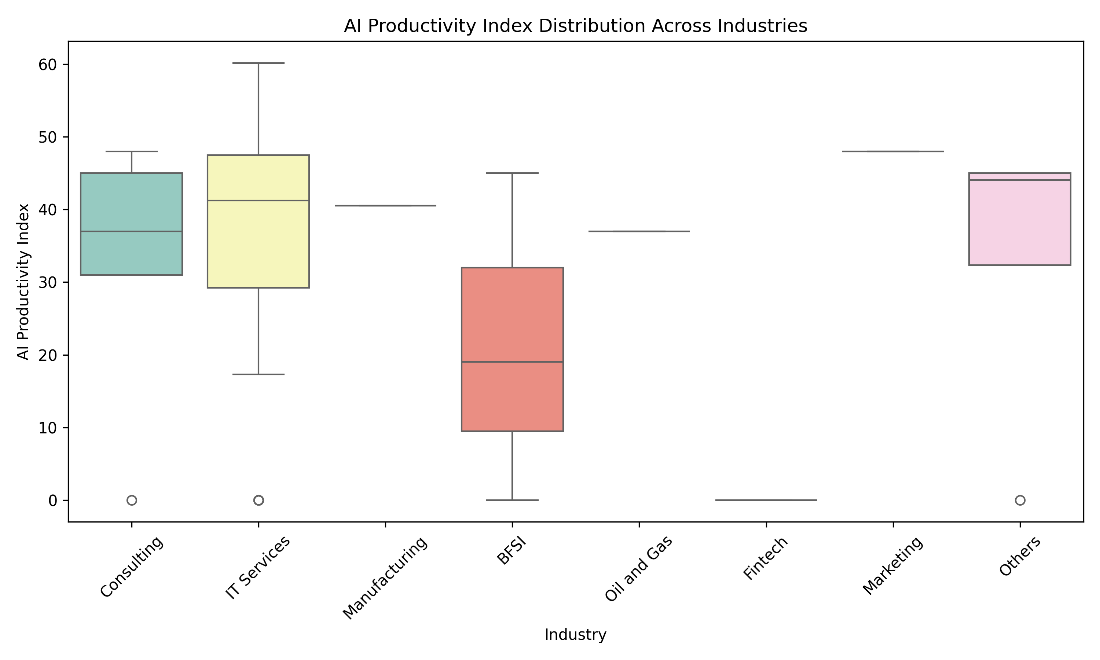 AI Productivity Index Distribution Across Industries
AI Productivity Index
60
50
40
30
20
10
0
Consulting
IT Services
Manufacturing
BFSI
Oil and Gas
Fintech
Marketing
Others
Industry